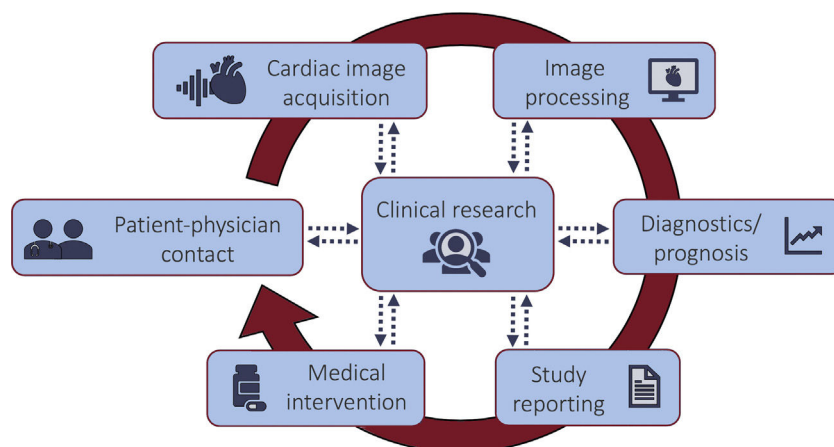 Cardiac image
acquisition
Image
processing
Patient-physician
contact
Clinical research
Diagnostics/
prognosis
Medical
intervention
Study
reporting